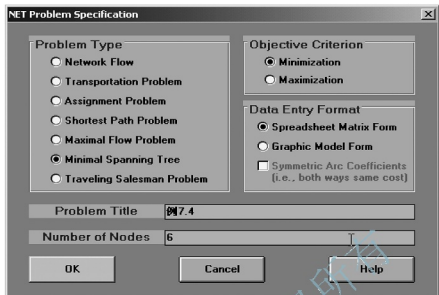 NET Problem Specification
Problem Type
Network Flow
Transportation Problem
Assignment Problem
Shortest Path Problem
Maximal Flow Problem
Minimal Spanning Tree
Traveling Salesman Problem
Objective Criterion
Minimization
Maximization
Data Entry Format
Spreadsheet Matrix Form
Graphic Model Form
Symmetric Arc Coefficients
(i.e., both ways same cost)
Problem Title
例7.4
Number of Nodes
6
OK
Cancel
Help
所有